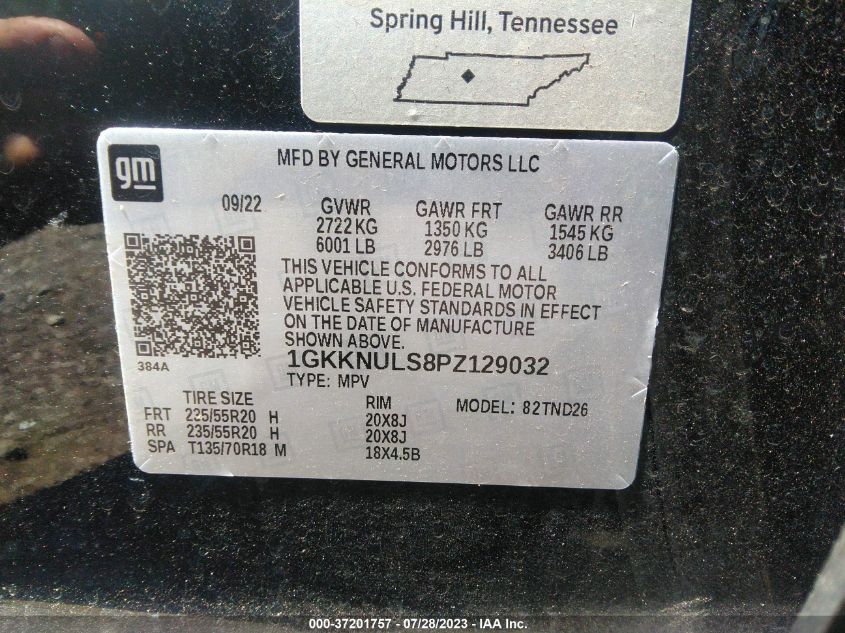 Spring Hill, Tennessee
gm
MFD BY GENERAL MOTORS LLC
09/22 GVWR GAWR FRT GAWR RR
2722 KG 1350 KG 1545 KG
6001 LB 2976 LB 3406 LB
THIS VEHICLE CONFORMS TO ALL
APPLICABLE U.S. FEDERAL MOTOR
VEHICLE SAFETY STANDARDS IN EFFECT
ON THE DATE OF MANUFACTURE
SHOWN ABOVE.
384A
1GKKNULS8PZ129032
TYPE: MPV
TIRE SIZE RIM MODEL: 82TND26
FRT 235/55R20 H 20X8J
RR 235/55R20 H 20X8J
SPA T135/70R18 M 18X4.5B
000-37201757 - 07/28/2023 - IAA Inc.